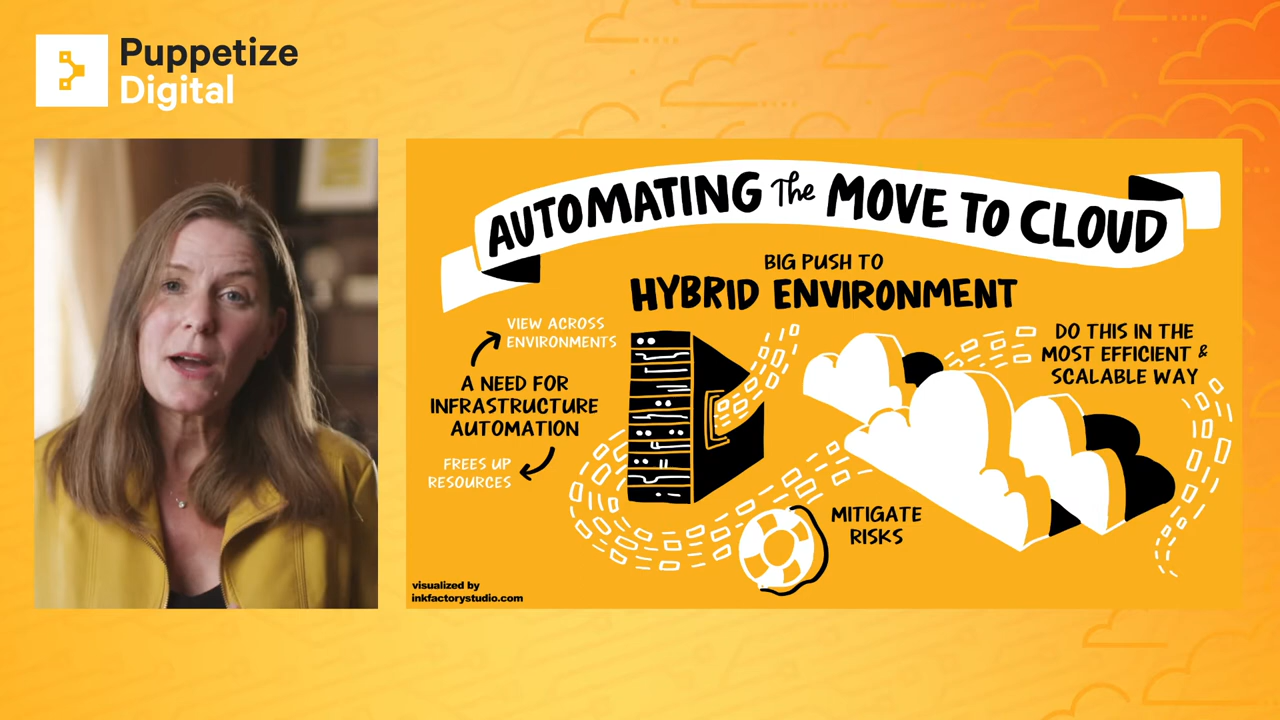 Puppetize
Digital
AUTOMATING The MOVE TO CLOUD
BIG PUSH TO
HYBRID ENVIRONMENT
VIEW ACROSS
ENVIRONMENTS
A NEED FOR
INFRASTRUCTURE
AUTOMATION
FREES UP
RESOURCES
DO THIS IN THE
MOST EFFICIENT &
SCALABLE WAY
MITIGATE
RISKS
visualized by
inkfactorystudio.com